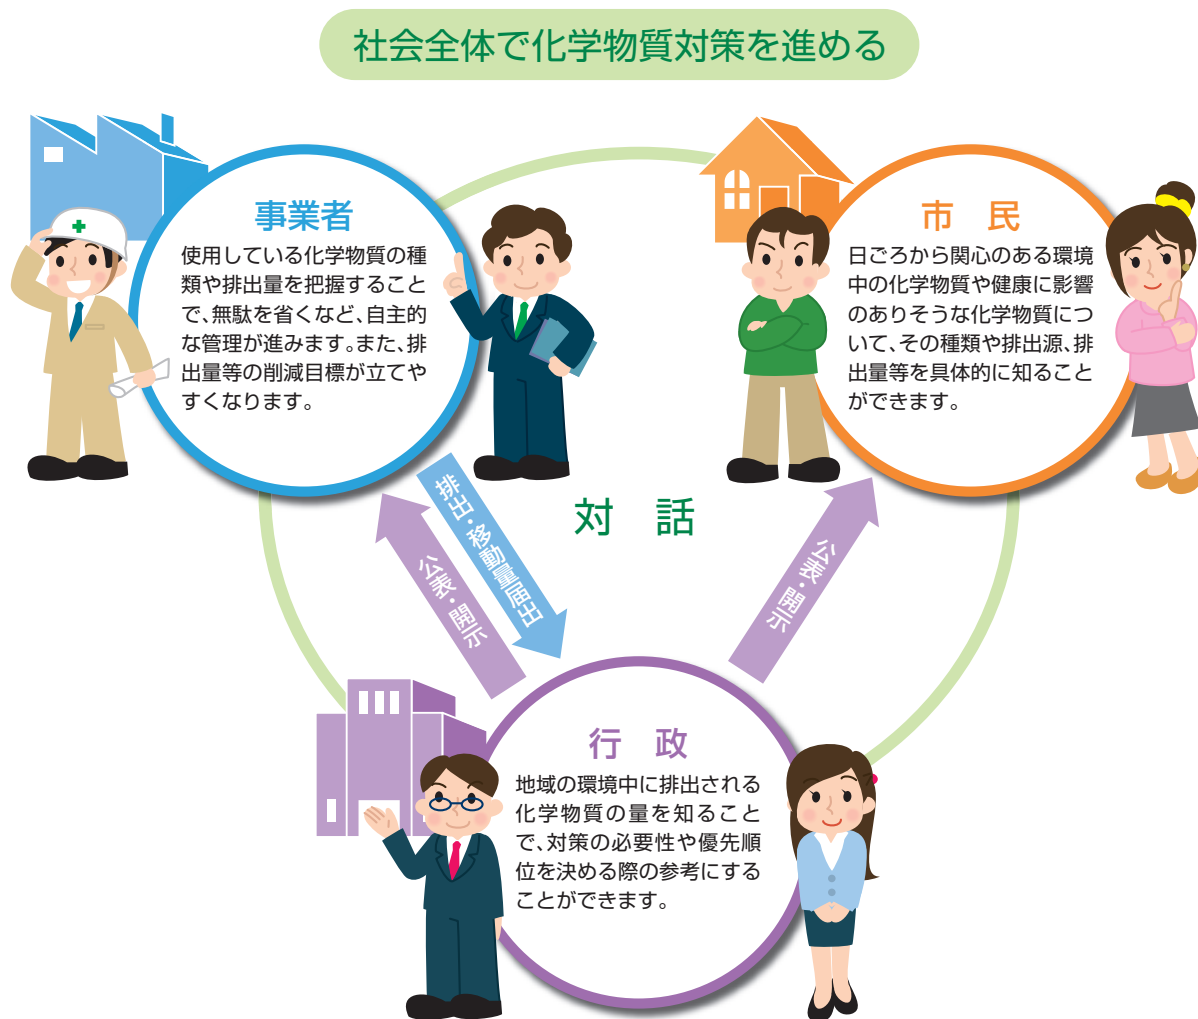 社会全体で化学物質対策を進める
事業者
使用している化学物質の種
類や排出量を把握すること
で、無駄を省くなど、自主的
な管理が進みます。また、排
出量等の削減目標が立てや
すくなります。
市　民
日ごろから関心のある環境
中の化学物質や健康に影響
のありそうな化学物質につ
いて、その種類や排出源、排
出量等を具体的に知ること
ができます。
対　話
排出・移動量届出
公表・開示
公表・開示
行　政
地域の環境中に排出される
化学物質の量を知ること
で、対策の必要性や優先順
位を決める際の参考にする
ことができます。